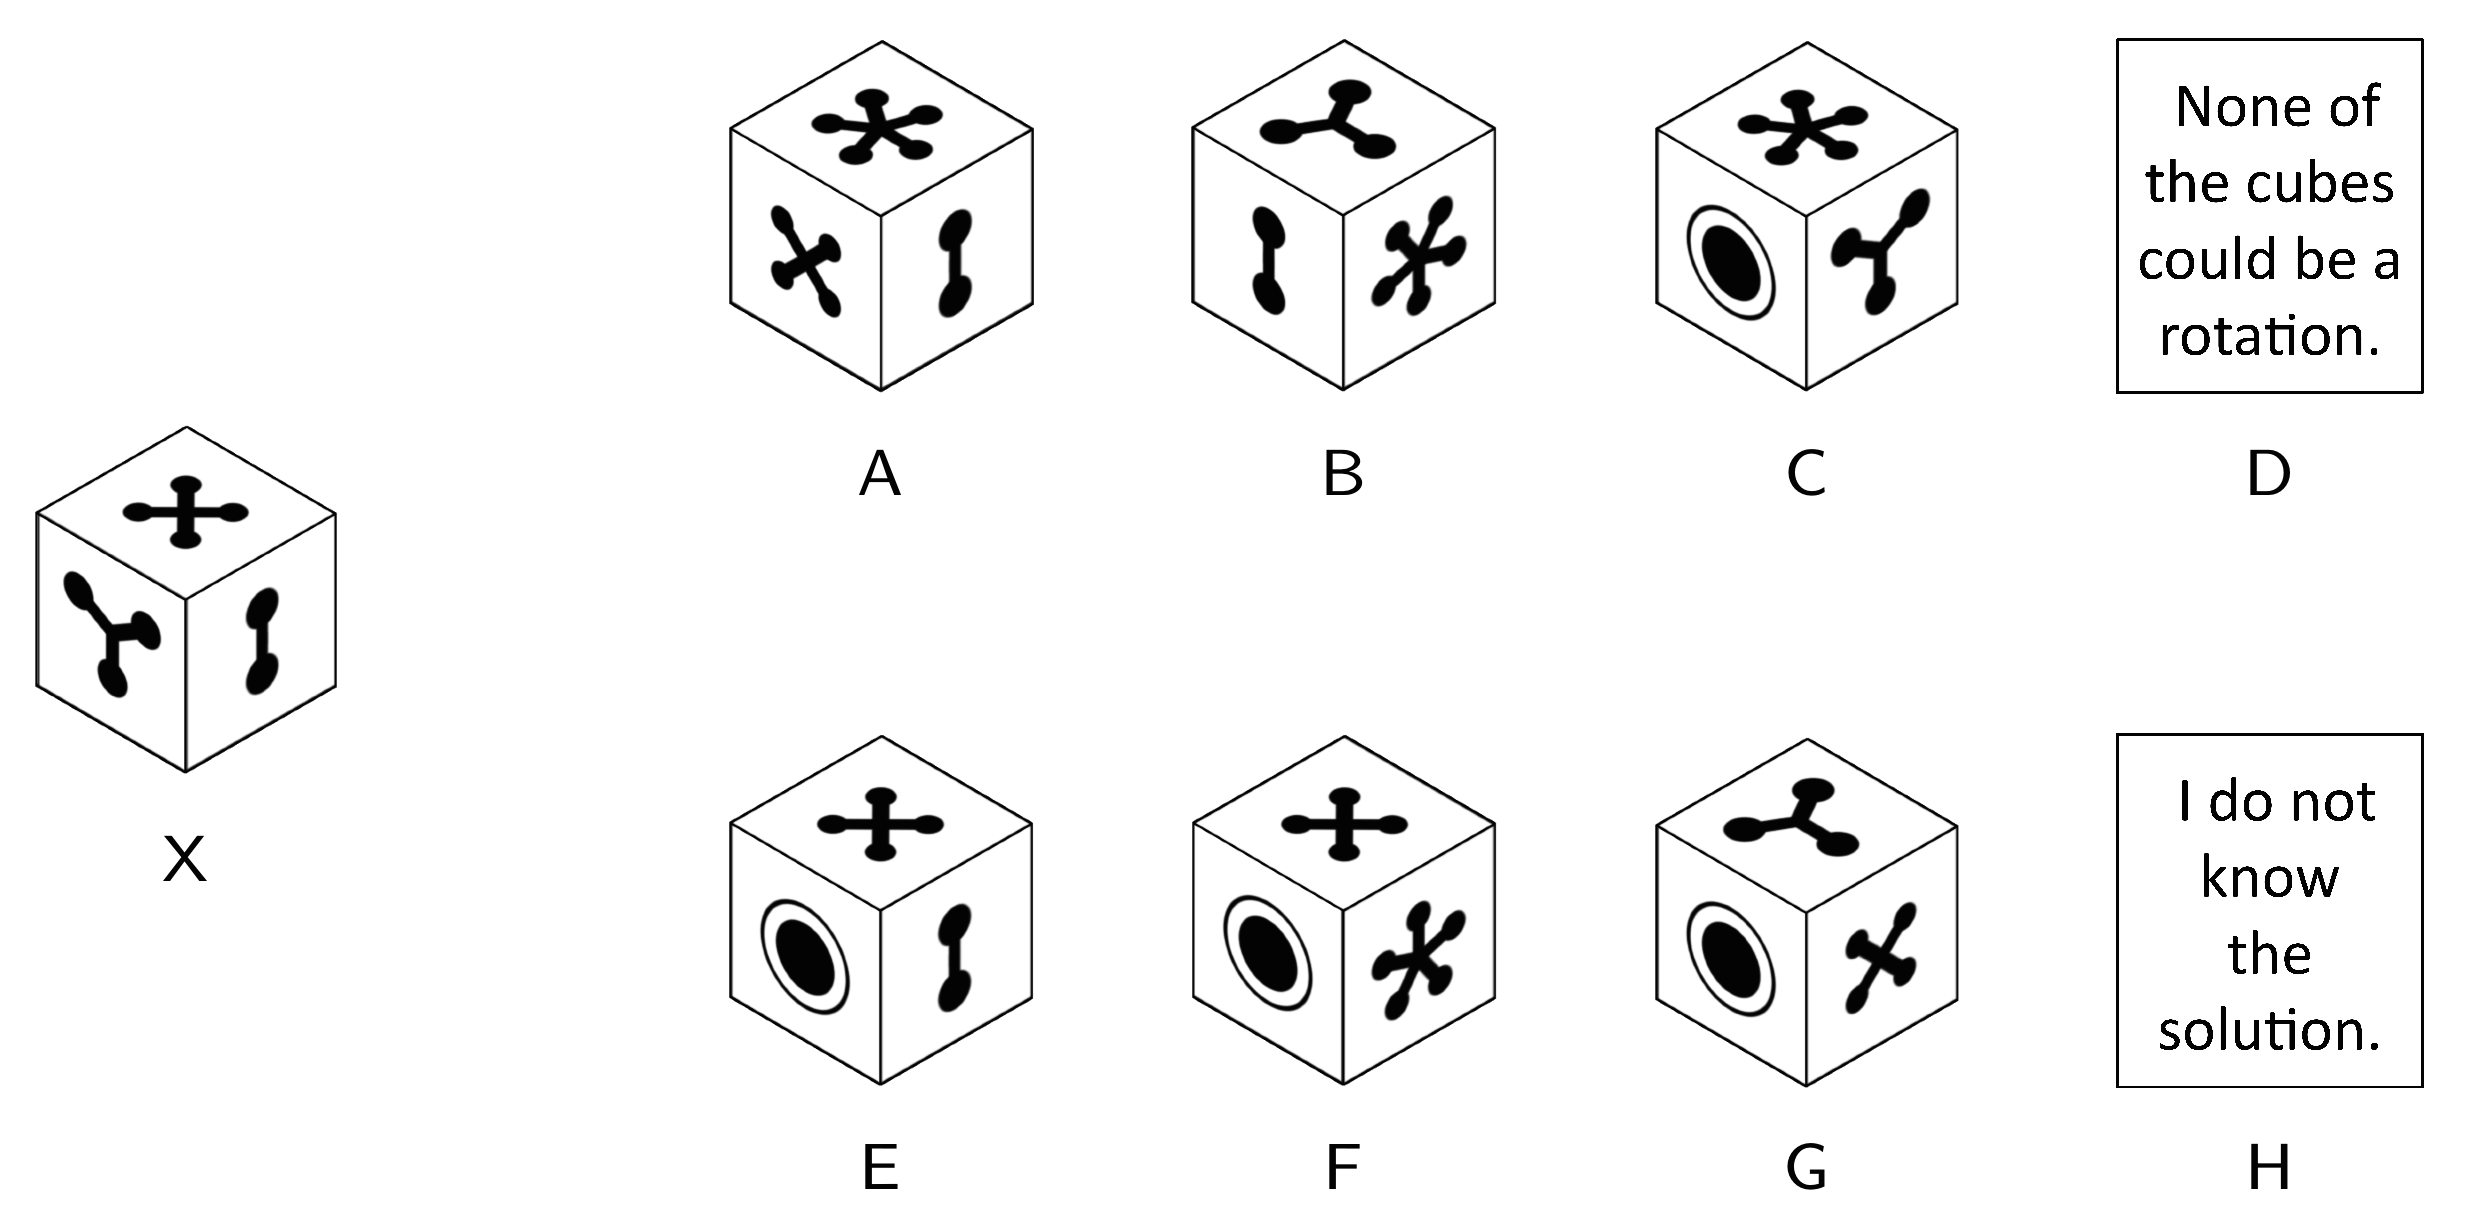 None of
the cubes
could be a
rotation.
A
B
C
D
X
I do not
know
the
solution.
E
F
G
H